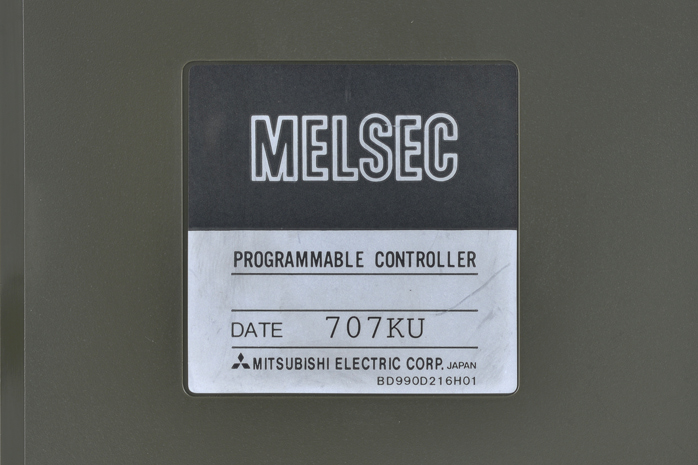 MELSEC
PROGRAMMABLE CONTROLLER
DATE 707KU
MITSUBISHI ELECTRIC CORP. JAPAN
BD990D216H01